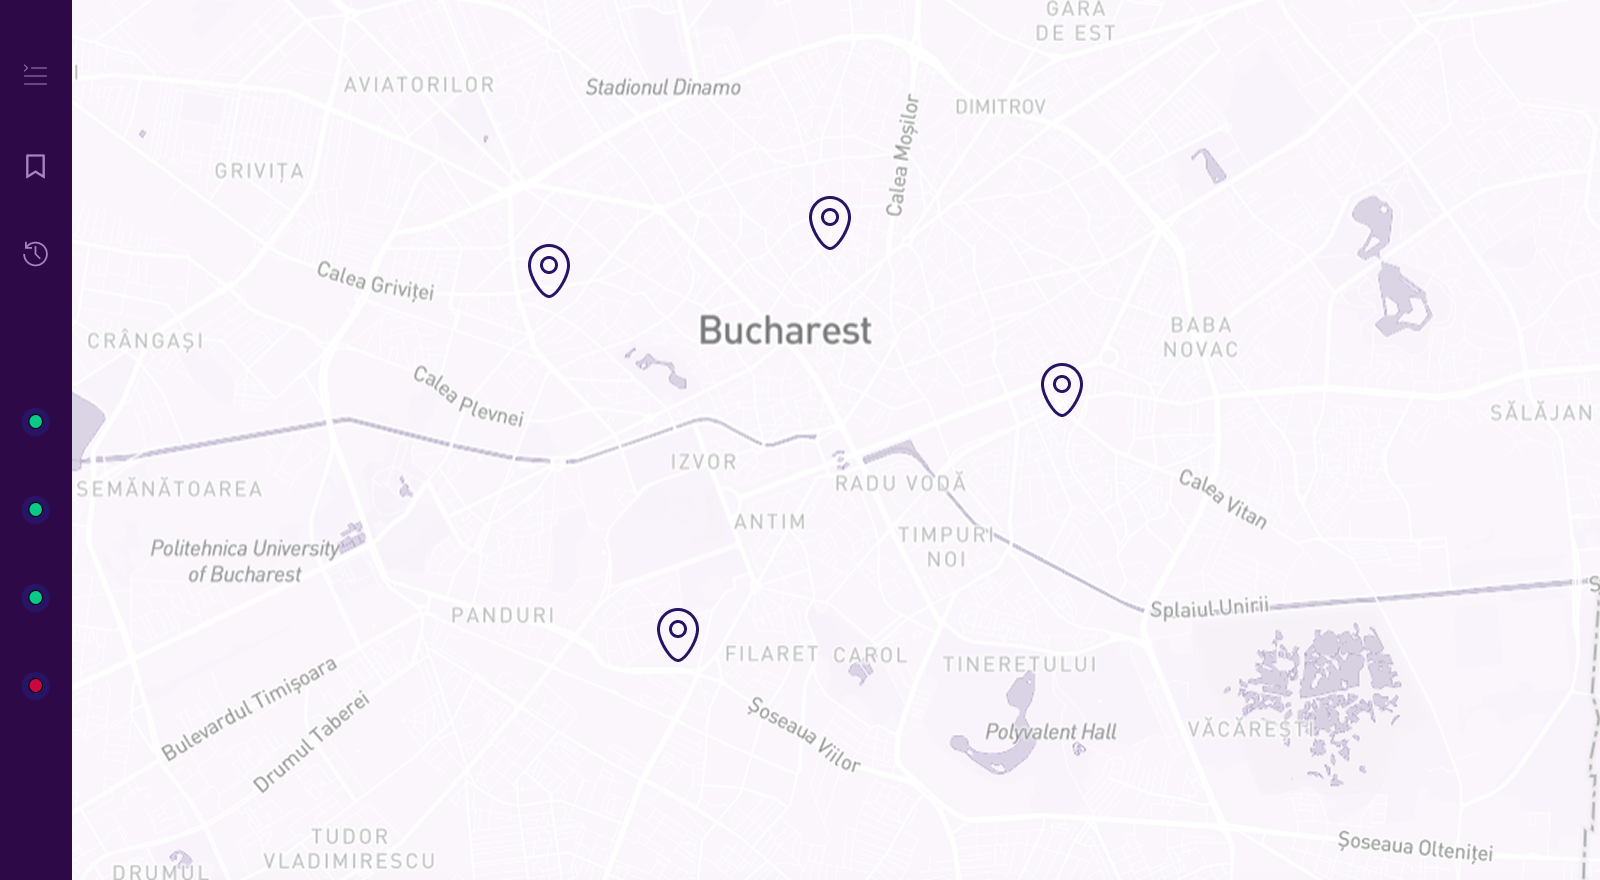 GARA
DE EST
AVIATORILOR
Stadionul Dinamo
DIMITROV
Calea Moșilor
GRIVIȚA
Calea Griviței
Bucharest
BABA
NOVAC
CRÂNGAȘI
Calea Plevnei
SĂLĂJAN
IZVOR
RADU VODĂ
SEMĂNĂTOAREA
Calea Vitan
ANTIM
TIMPURI
NOI
Politehnica University
of Bucharest
Splaiul Unirii
PANDURI
FILARET
CAROL
TINERETULUI
Bulevardul Timișoara
Drumul Taberei
Șoseaua Viilor
Polyvalent Hall
VĂCĂREȘTI
TUDOR
VLADIMIRESCU
Șoseaua Olteniței
DRUMUL